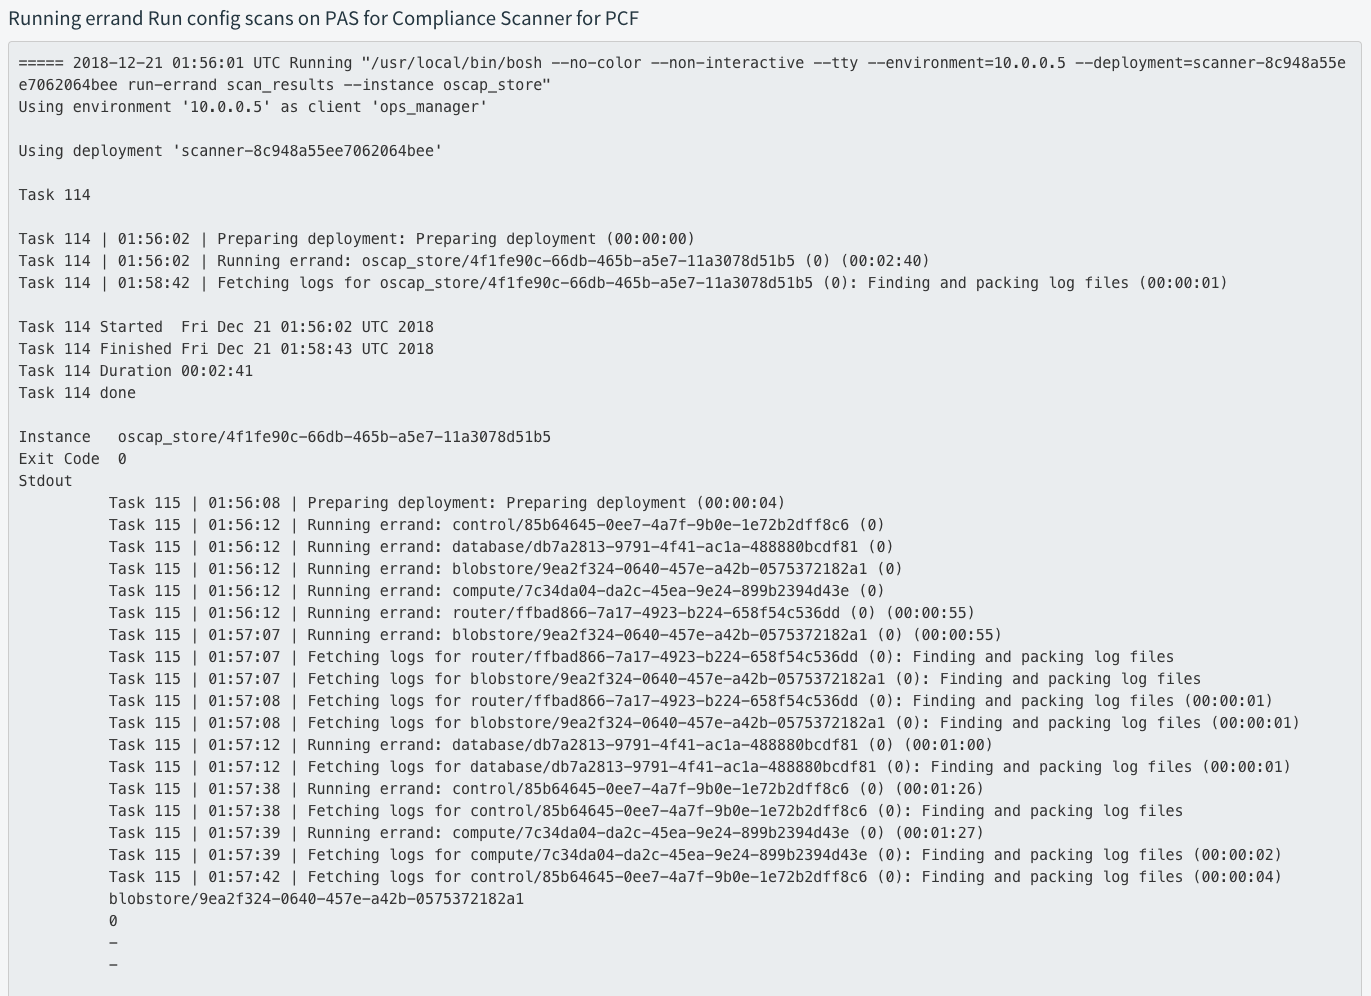 Running errand Run config scans on PAS for Compliance Scanner for PCF
===== 2018-12-21 01:56:01 UTC Running "/usr/local/bin/bosh --no-color --non-interactive --tty --environment=10.0.0.5 --deployment=scanner-8c948a55e
e7062064bee run-errand scan_results --instance oscap_store"
Using environment '10.0.0.5' as client 'ops_manager'
Using deployment 'scanner-8c948a55ee7062064bee'
Task 114
Task 114 | 01:56:02 | Preparing deployment: Preparing deployment (00:00:00)
Task 114 | 01:56:02 | Running errand: oscap_store/4f1fe90c-66db-465b-a5e7-11a3078d51b5 (0) (00:02:40)
Task 114 | 01:58:42 | Fetching logs for oscap_store/4f1fe90c-66db-465b-a5e7-11a3078d51b5 (0): Finding and packing log files (00:00:01)
Task 114 Started  Fri Dec 21 01:56:02 UTC 2018
Task 114 Finished Fri Dec 21 01:58:43 UTC 2018
Task 114 Duration 00:02:41
Task 114 done
Instance   oscap_store/4f1fe90c-66db-465b-a5e7-11a3078d51b5
Exit Code  0
Stdout
Task 115 | 01:56:08 | Preparing deployment: Preparing deployment (00:00:04)
Task 115 | 01:56:12 | Running errand: control/85b64645-0ee7-4a7f-9b0e-1e72b2dff8c6 (0)
Task 115 | 01:56:12 | Running errand: database/db7a2813-9791-4f41-ac1a-488880bcdf81 (0)
Task 115 | 01:56:12 | Running errand: blobstore/9ea2f324-0640-457e-a42b-0575372182a1 (0)
Task 115 | 01:56:12 | Running errand: compute/7c34da04-da2c-45ea-9e24-899b2394d43e (0)
Task 115 | 01:56:12 | Running errand: router/ffbad866-7a17-4923-b224-658f54c536dd (0) (00:00:55)
Task 115 | 01:57:07 | Running errand: blobstore/9ea2f324-0640-457e-a42b-0575372182a1 (0) (00:00:55)
Task 115 | 01:57:07 | Fetching logs for router/ffbad866-7a17-4923-b224-658f54c536dd (0): Finding and packing log files
Task 115 | 01:57:07 | Fetching logs for blobstore/9ea2f324-0640-457e-a42b-0575372182a1 (0): Finding and packing log files
Task 115 | 01:57:08 | Fetching logs for router/ffbad866-7a17-4923-b224-658f54c536dd (0): Finding and packing log files (00:00:01)
Task 115 | 01:57:08 | Fetching logs for blobstore/9ea2f324-0640-457e-a42b-0575372182a1 (0): Finding and packing log files (00:00:01)
Task 115 | 01:57:12 | Running errand: database/db7a2813-9791-4f41-ac1a-488880bcdf81 (0) (00:01:00)
Task 115 | 01:57:12 | Fetching logs for database/db7a2813-9791-4f41-ac1a-488880bcdf81 (0): Finding and packing log files (00:00:01)
Task 115 | 01:57:38 | Running errand: control/85b64645-0ee7-4a7f-9b0e-1e72b2dff8c6 (0) (00:01:26)
Task 115 | 01:57:38 | Fetching logs for control/85b64645-0ee7-4a7f-9b0e-1e72b2dff8c6 (0): Finding and packing log files
Task 115 | 01:57:39 | Running errand: compute/7c34da04-da2c-45ea-9e24-899b2394d43e (0) (00:01:27)
Task 115 | 01:57:39 | Fetching logs for compute/7c34da04-da2c-45ea-9e24-899b2394d43e (0): Finding and packing log files (00:00:02)
Task 115 | 01:57:42 | Fetching logs for control/85b64645-0ee7-4a7f-9b0e-1e72b2dff8c6 (0): Finding and packing log files (00:00:04)
blobstore/9ea2f324-0640-457e-a42b-0575372182a1
0
-
-